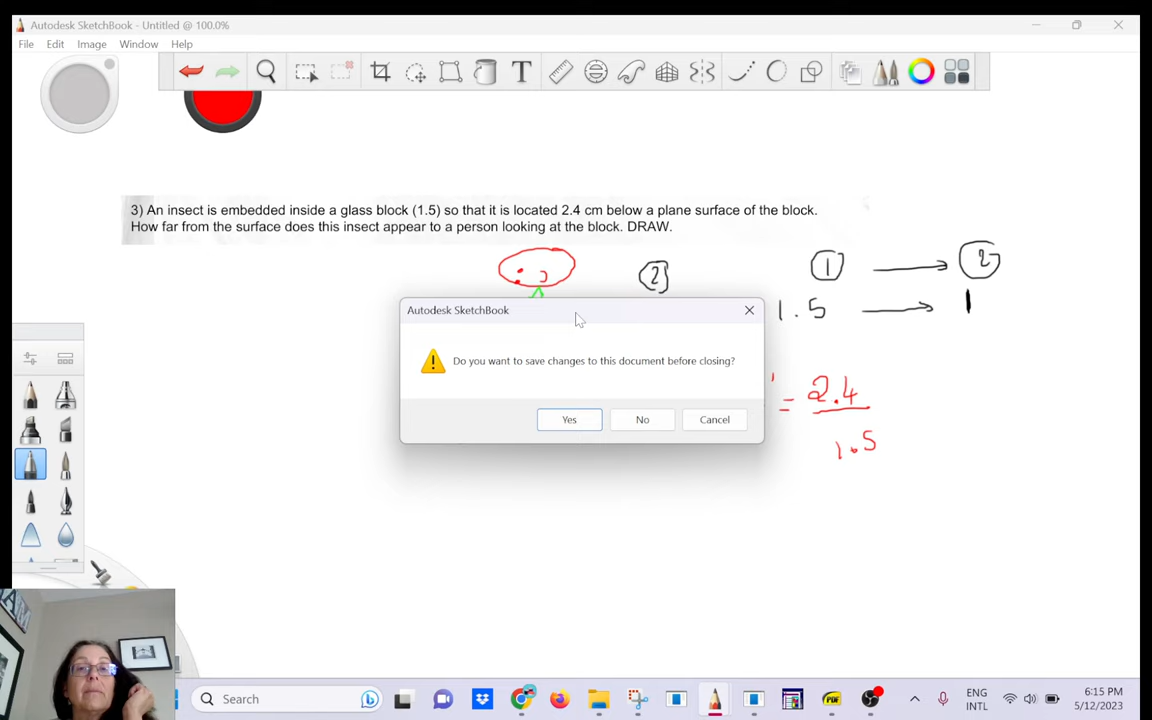 Autodesk SketchBook - Untitled @ 100.0%
File Edit Image Window Help
3) An insect is embedded inside a glass block (1.5) so that it is located 2.4 cm below a plane surface of the block.
How far from the surface does this insect appear to a person looking at the block. DRAW.
2 1 → 2
1.5 → 1
Autodesk SketchBook
Do you want to save changes to this document before closing?
Yes No Cancel
= 2.4
1.5
AM
Search
ENG
INTL
6:15 PM
5/12/2023